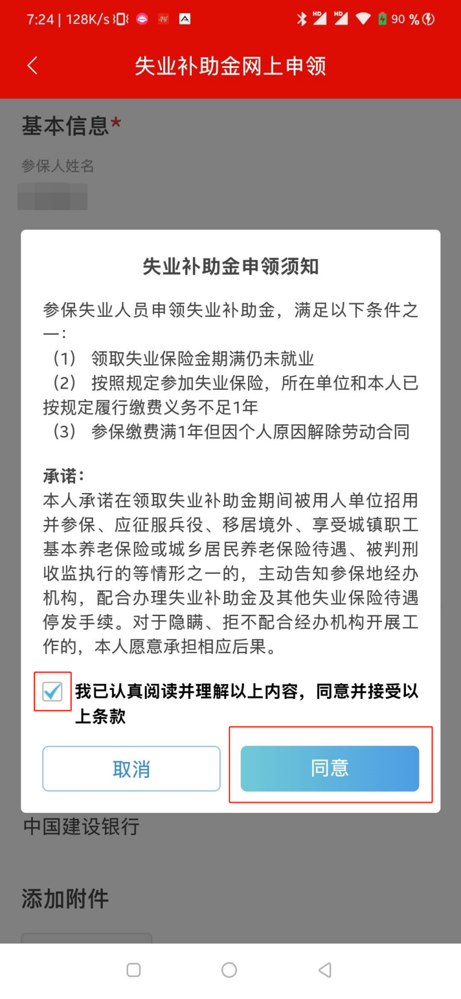 7:24 | 128K/s
HD HD 90 %
失业补助金网上申领
基本信息*
参保人姓名
失业补助金申领须知
参保失业人员申领失业补助金，满足以下条件之
一：
（1） 领取失业保险金期满仍未就业
（2） 按照规定参加失业保险，所在单位和本人已
按规定履行缴费义务不足1年
（3） 参保缴费满1年但因个人原因解除劳动合同
承诺：
本人承诺在领取失业补助金期间被用人单位招用
并参保、应征服兵役、移居境外、享受城镇职工
基本养老保险或城乡居民养老保险待遇、被判刑
收监执行的等情形之一的，主动告知参保地经办
机构，配合办理失业补助金及其他失业保险待遇
停发手续。对于隐瞒、拒不配合经办机构开展工
作的，本人愿意承担相应后果。
我已认真阅读并理解以上内容，同意并接受以
上条款
取消
同意
中国建设银行
添加附件